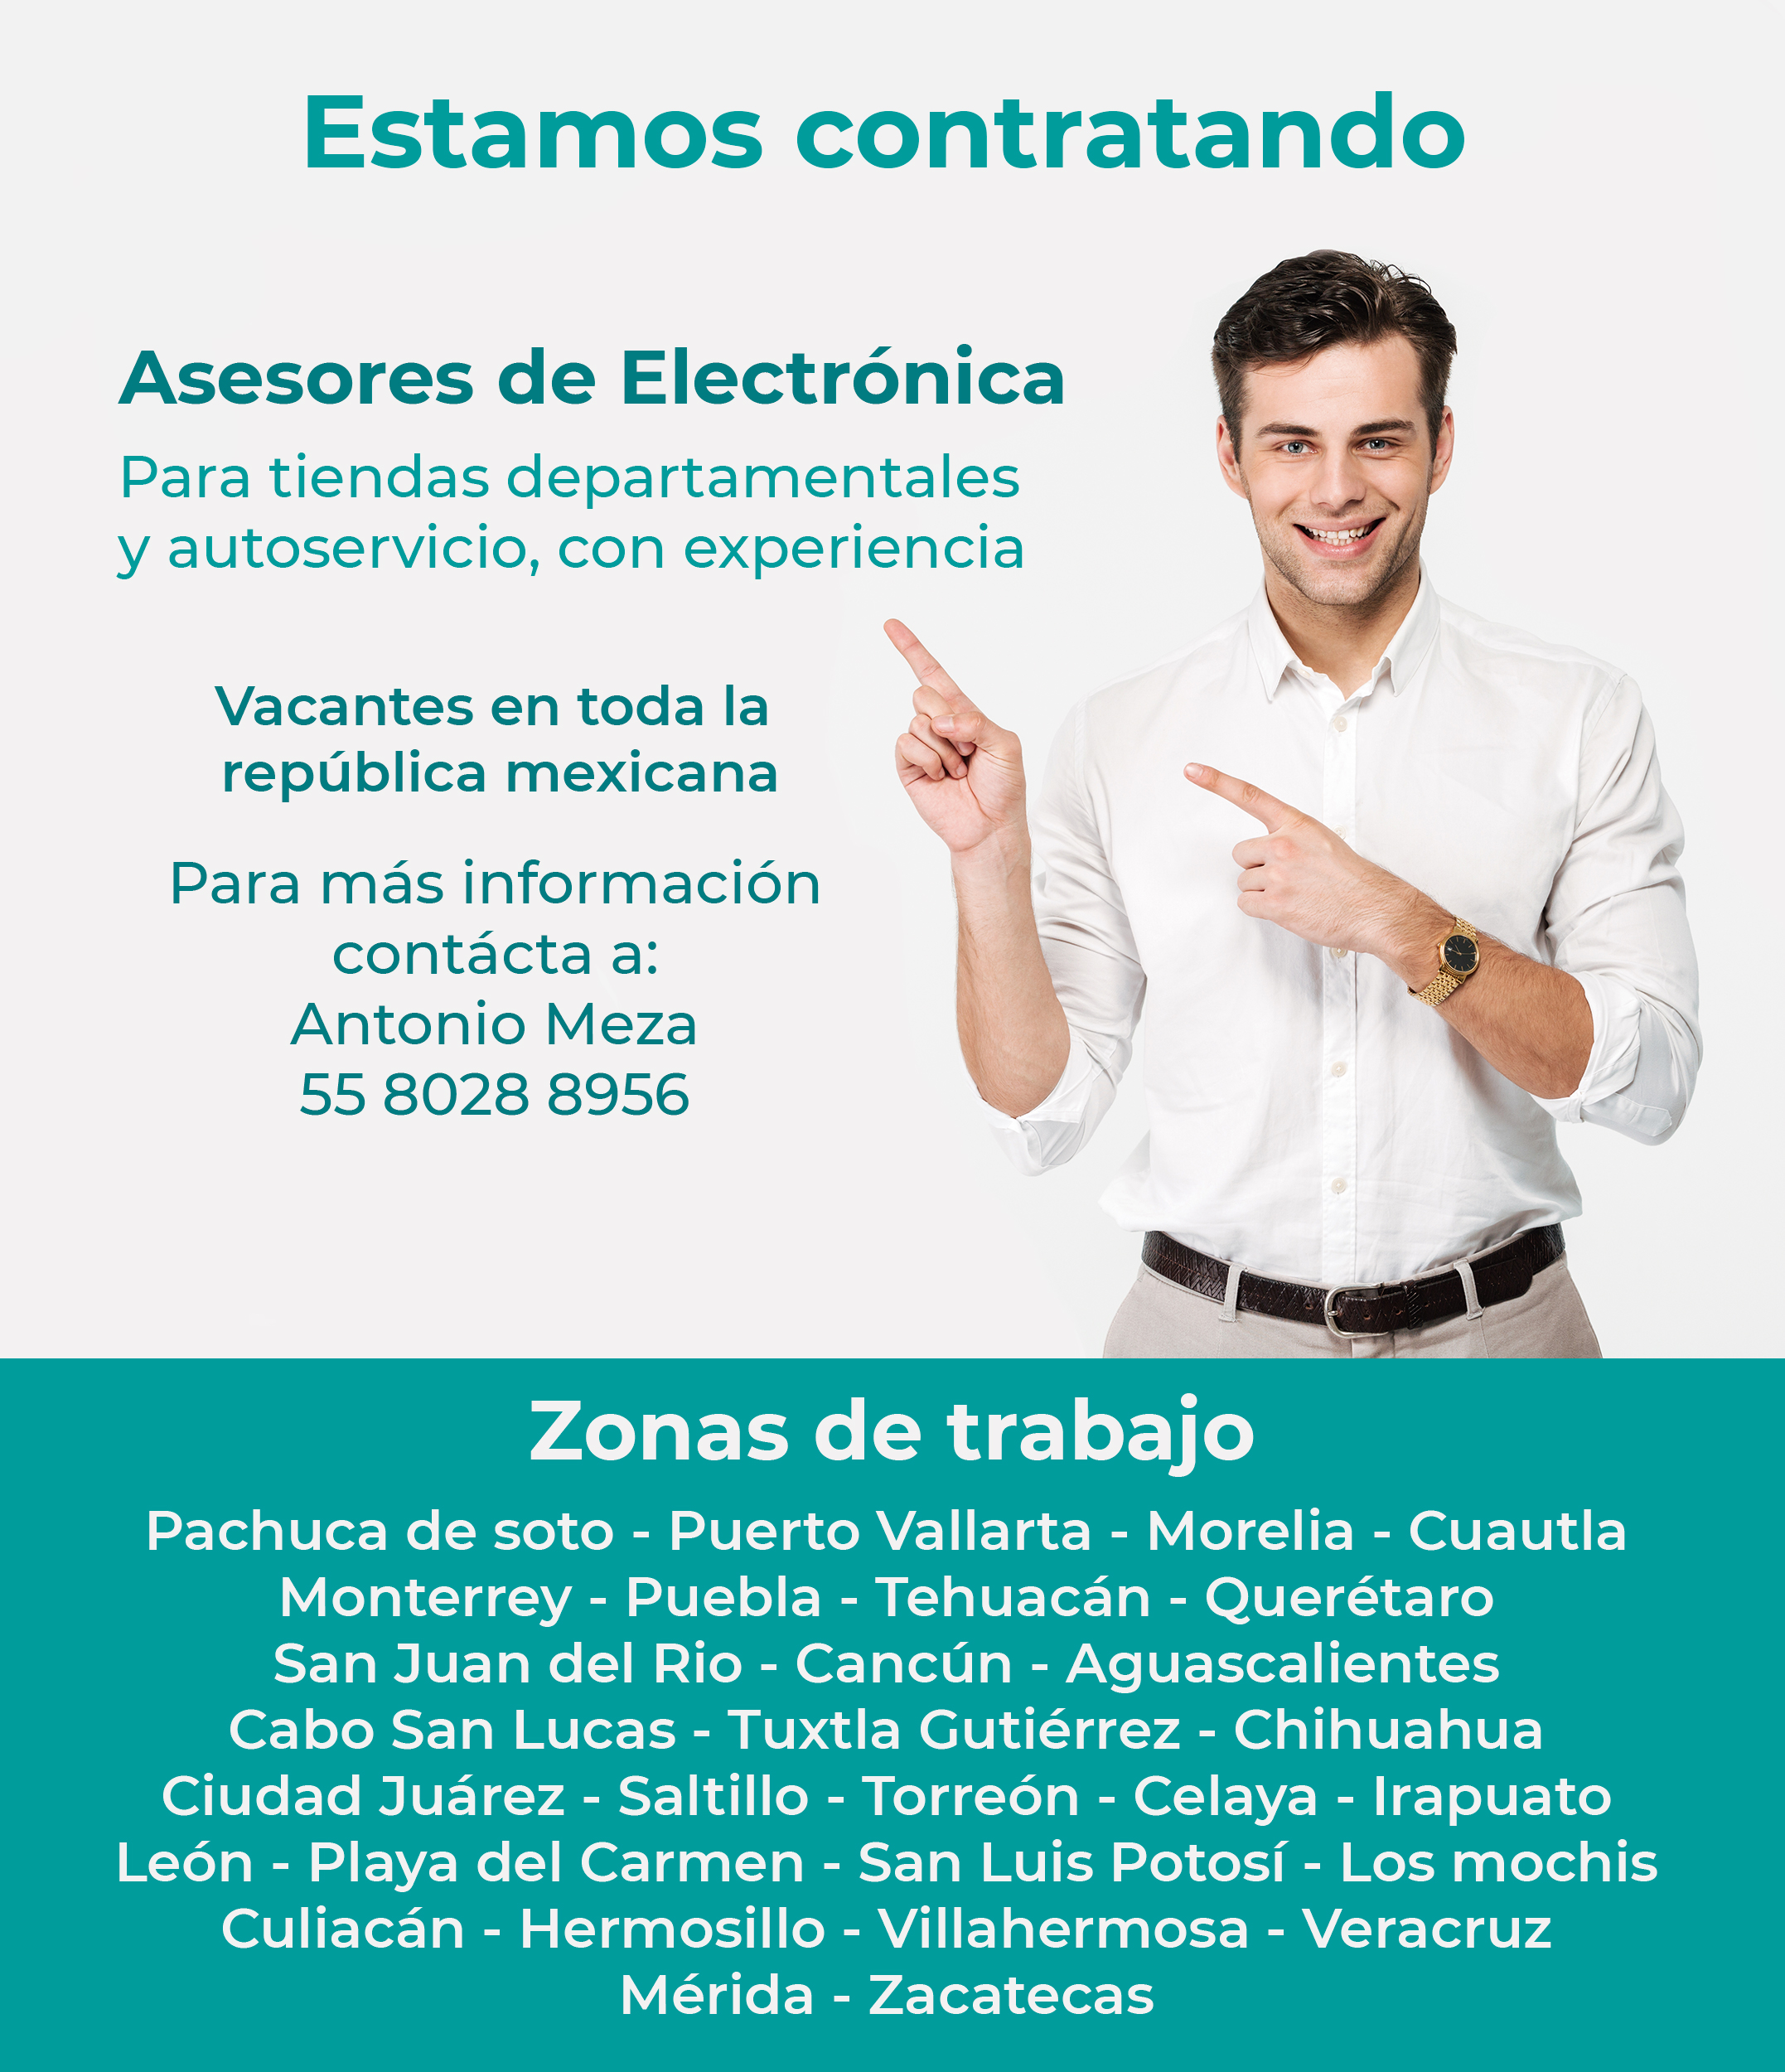 Estamos contratando
Asesores de Electrónica
Para tiendas departamentales
y autoservicio, con experiencia
Vacantes en toda la
república mexicana
Para más información
contácta a:
Antonio Meza
55 8028 8956
Zonas de trabajo
Pachuca de soto - Puerto Vallarta - Morelia - Cuautla
Monterrey - Puebla - Tehuacán - Querétaro
San Juan del Rio - Cancún - Aguascalientes
Cabo San Lucas - Tuxtla Gutiérrez - Chihuahua
Ciudad Juárez - Saltillo - Torreón - Celaya - Irapuato
León - Playa del Carmen - San Luis Potosí - Los mochis
Culiacán - Hermosillo - Villahermosa - Veracruz
Mérida - Zacatecas